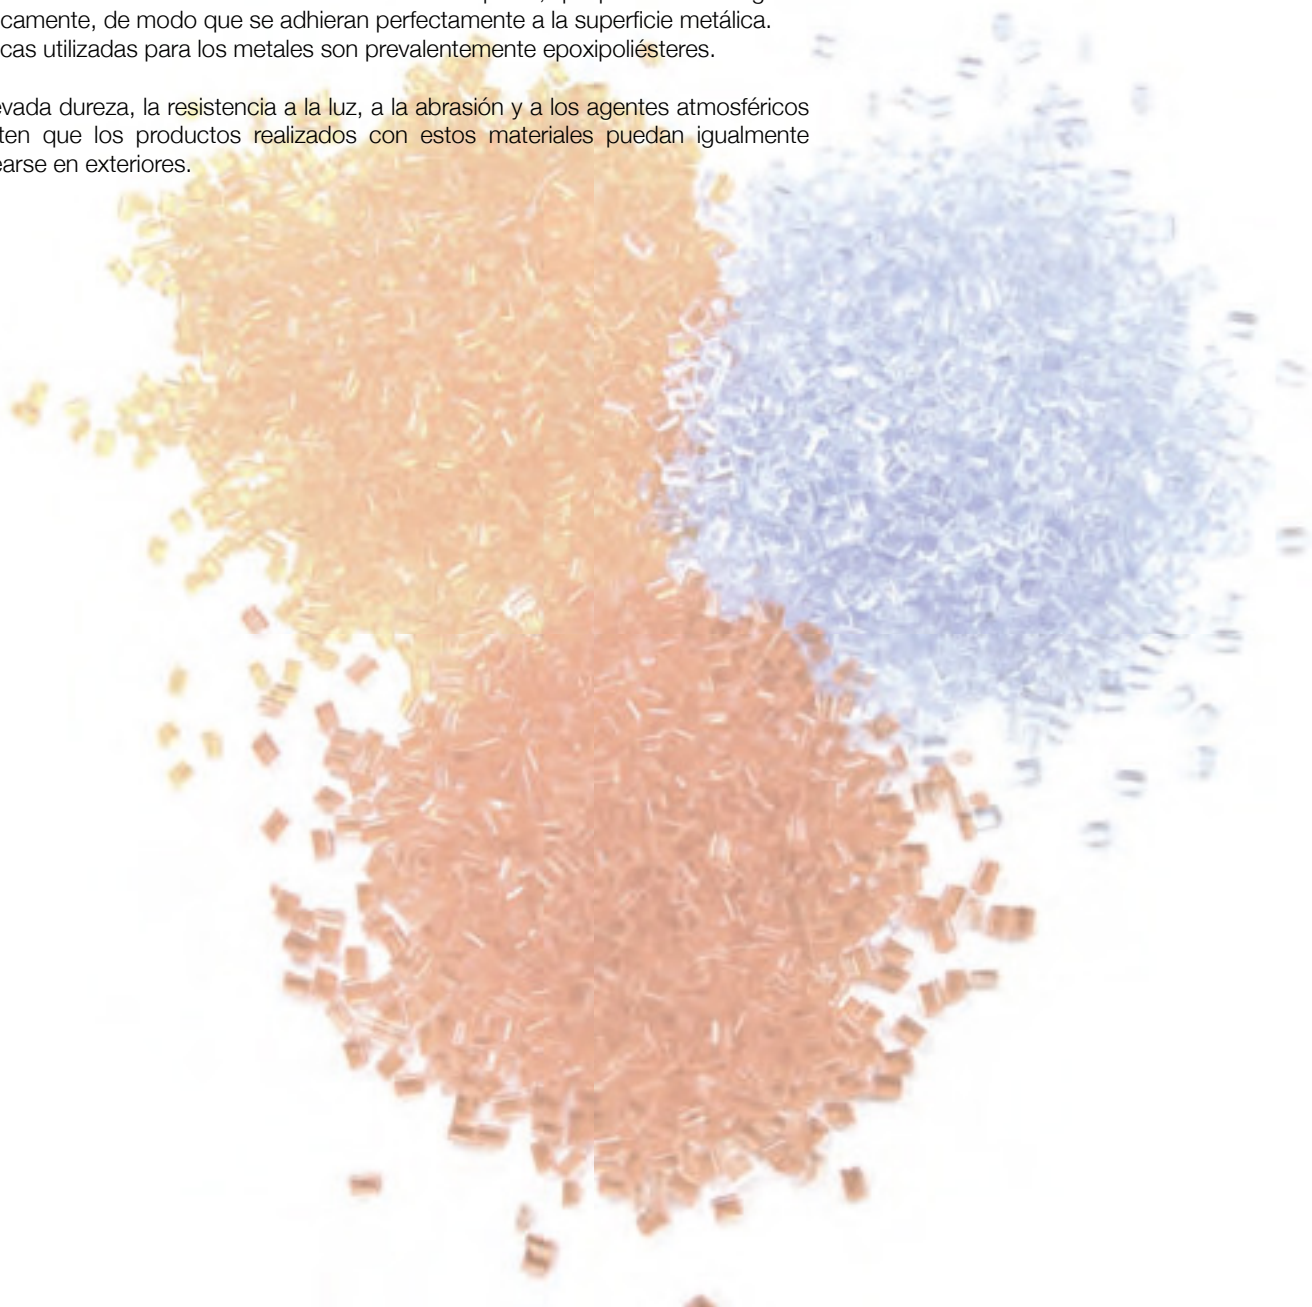 icamente, de modo que se adhieran perfectamente a la superficie metálica.
cas utilizadas para los metales son prevalentemente epoxipoliésteres.
evada dureza, la resistencia a la luz, a la abrasión y a los agentes atmosféricos
ten que los productos realizados con estos materiales puedan igualmente
earse en exteriores.